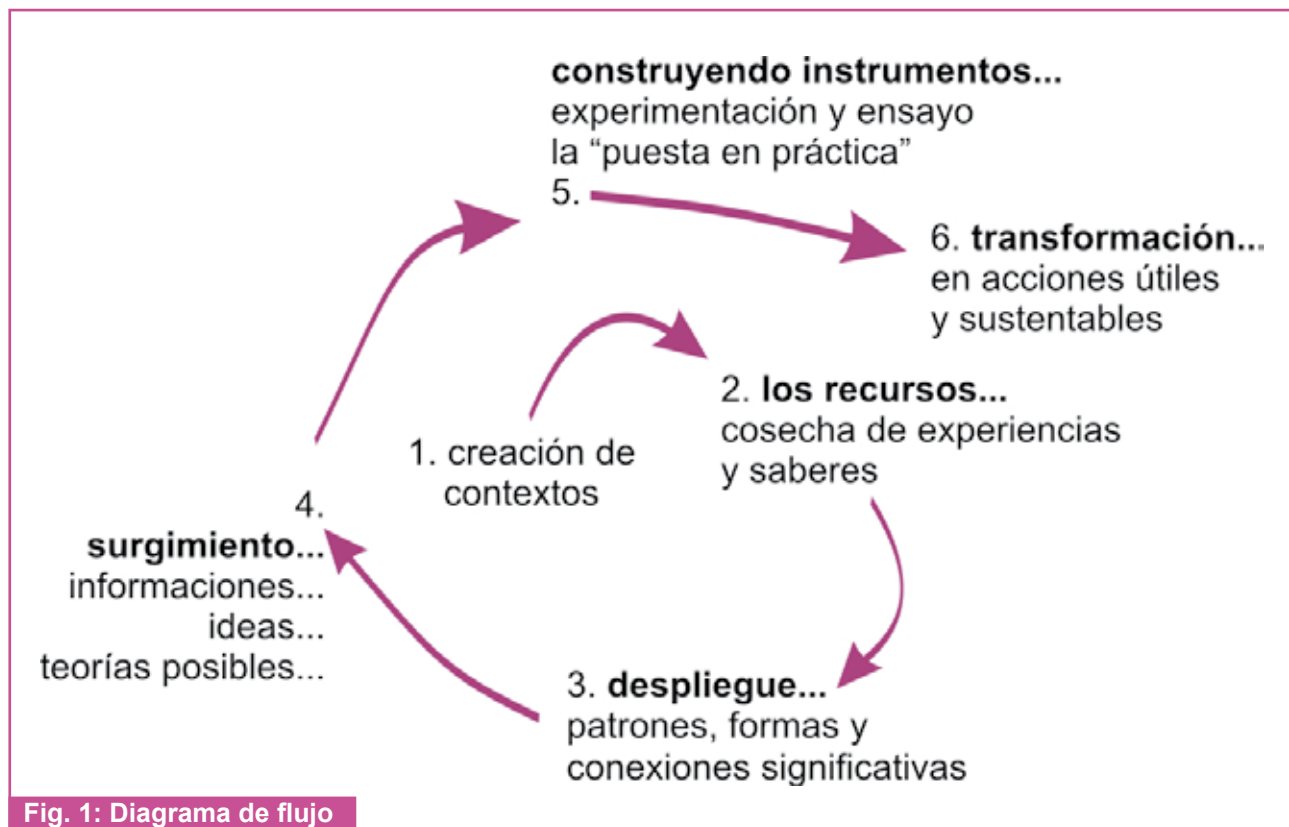 construyendo instrumentos...
experimentación y ensayo
la “puesta en práctica”
5.
6. transformación...
en acciones útiles
y sustentables
2. los recursos...
cosecha de experiencias
y saberes
1. creación de
contextos
4.
surgimiento...
informaciones...
ideas...
teorías posibles...
3. despliegue...
patrones, formas y
conexiones significativas
Fig. 1: Diagrama de flujo